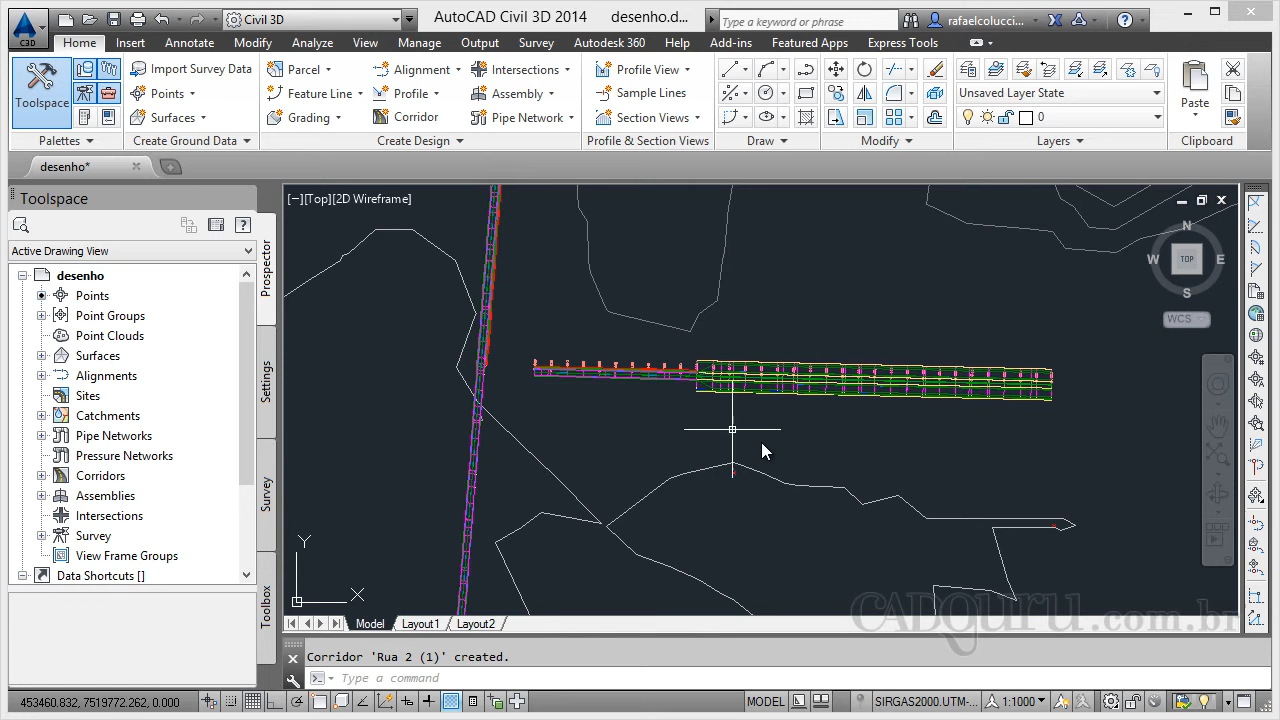 C3D
Civil 3D
AutoCAD Civil 3D 2014
desenho.d...
Type a keyword or phrase
rafaelcolucci...
Home
Insert
Annotate
Modify
Analyze
View
Manage
Output
Survey
Autodesk 360
Help
Add-ins
Featured Apps
Express Tools
Toolspace
Import Survey Data
Points
Surfaces
Parcel
Feature Line
Grading
Alignment
Profile
Corridor
Intersections
Assembly
Pipe Network
Profile View
Sample Lines
Section Views
Unsaved Layer State
0
Paste
Palettes
Create Ground Data
Create Design
Profile & Section Views
Draw
Modify
Layers
Clipboard
desenho*
Toolspace
Active Drawing View
desenho
Points
Point Groups
Point Clouds
Surfaces
Alignments
Sites
Catchments
Pipe Networks
Pressure Networks
Corridors
Assemblies
Intersections
Survey
View Frame Groups
Data Shortcuts []
Prospector
Settings
Survey
Toolbox
[−][Top][2D Wireframe]
N
W
TOP
E
S
WCS
Y
X
CADguru.com.br
Model
Layout1
Layout2
Corridor 'Rua 2 (1)' created.
Type a command
453460.832, 7519772.262, 0.000
MODEL
SIRGAS2000.UTM-...
1:1000